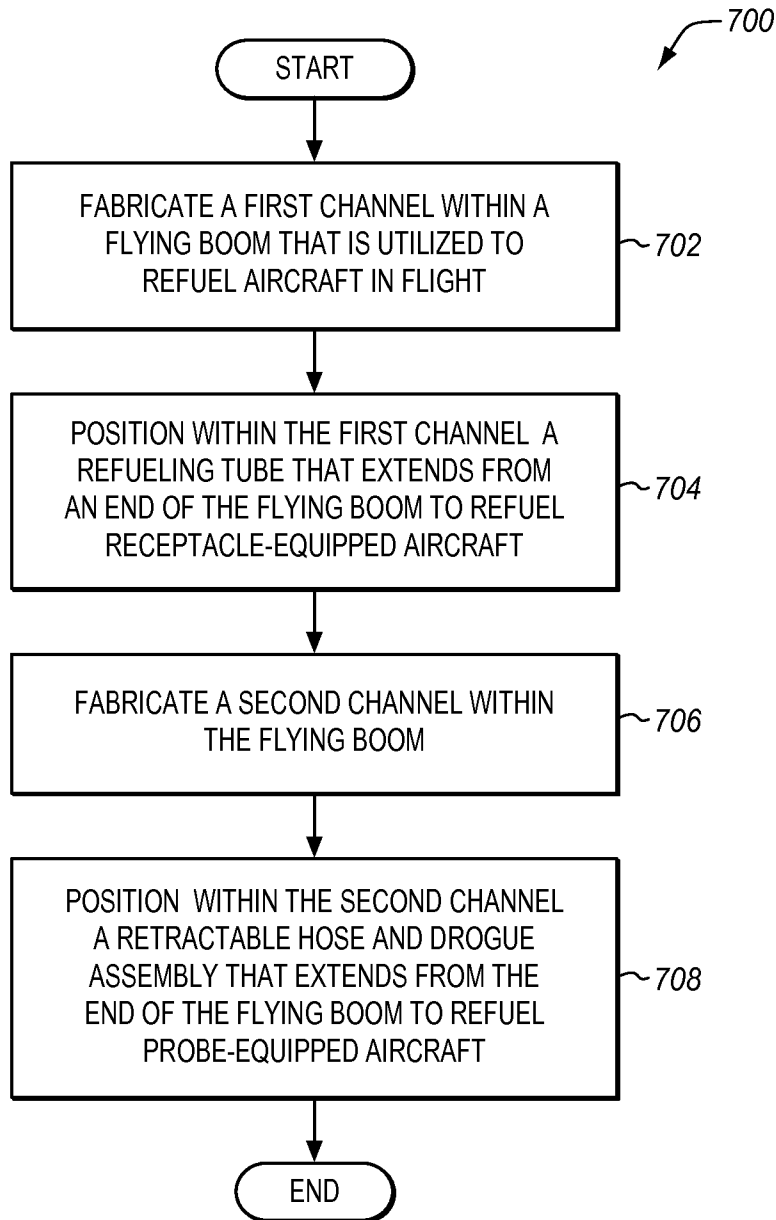 700
START
FABRICATE A FIRST CHANNEL WITHIN A
FLYING BOOM THAT IS UTILIZED TO
REFUEL AIRCRAFT IN FLIGHT
702
POSITION WITHIN THE FIRST CHANNEL A
REFUELING TUBE THAT EXTENDS FROM
AN END OF THE FLYING BOOM TO REFUEL
RECEPTACLE-EQUIPPED AIRCRAFT
704
FABRICATE A SECOND CHANNEL WITHIN
THE FLYING BOOM
706
POSITION WITHIN THE SECOND CHANNEL
A RETRACTABLE HOSE AND DROGUE
ASSEMBLY THAT EXTENDS FROM THE
END OF THE FLYING BOOM TO REFUEL
PROBE-EQUIPPED AIRCRAFT
708
END